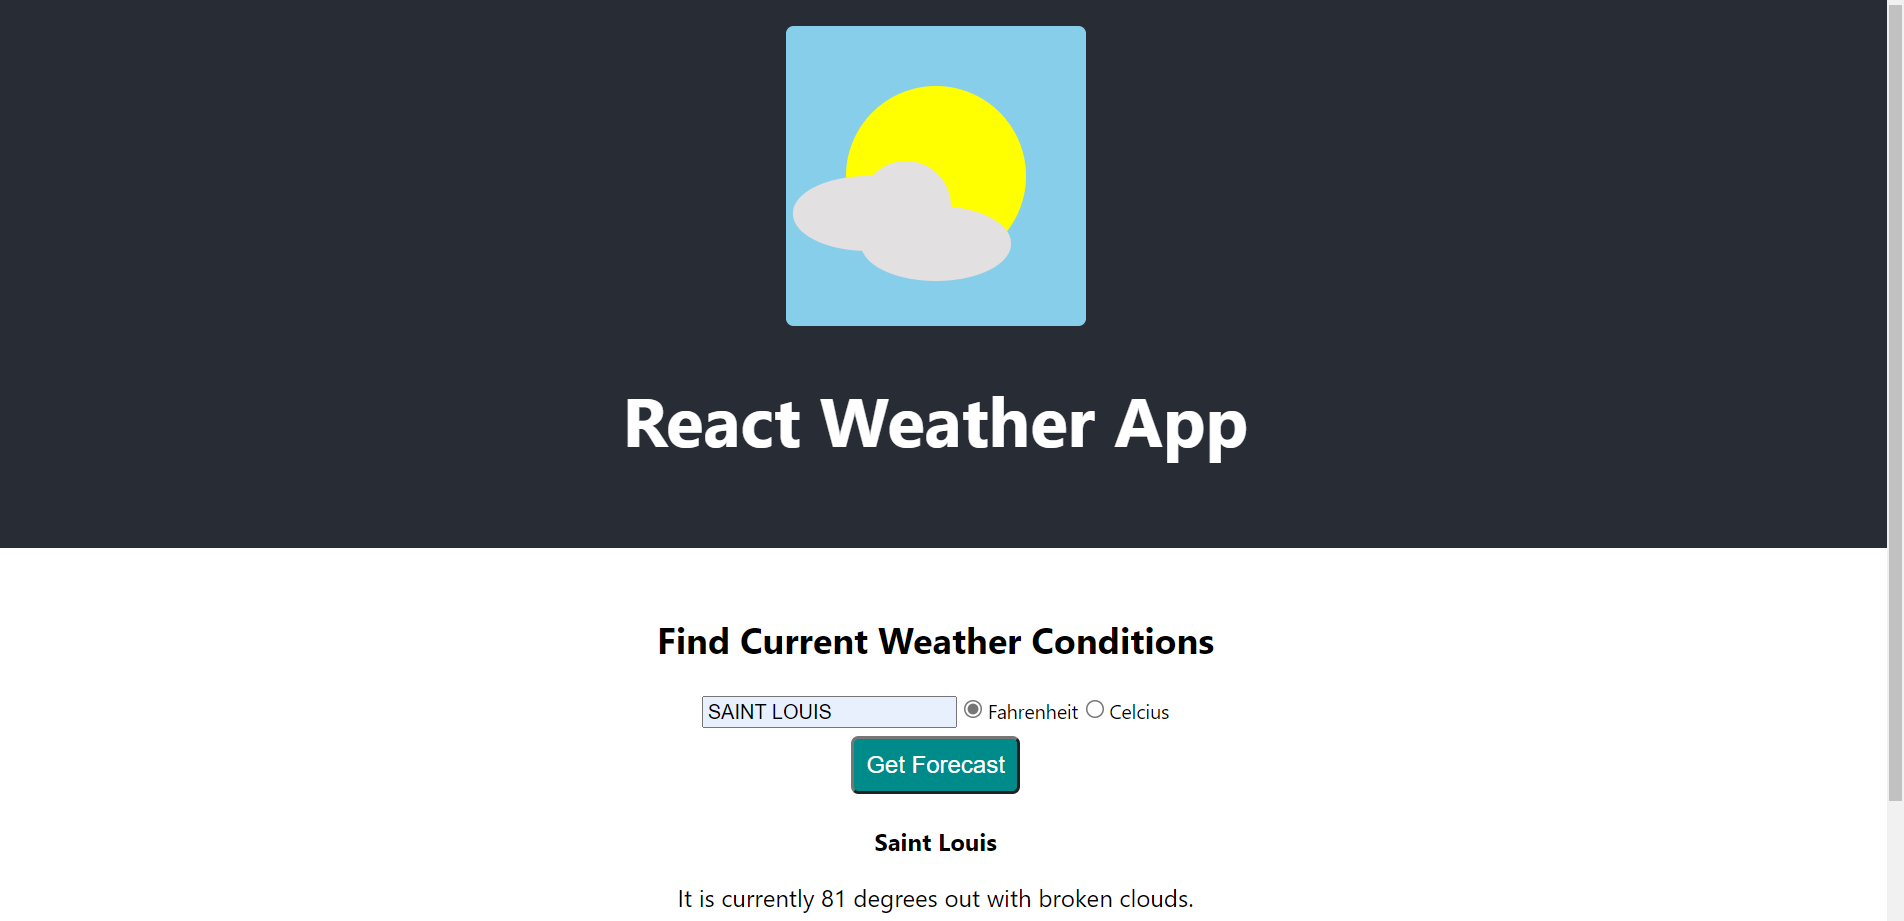 React Weather App
Find Current Weather Conditions
SAINT LOUIS Fahrenheit Celcius
Get Forecast
Saint Louis
It is currently 81 degrees out with broken clouds.